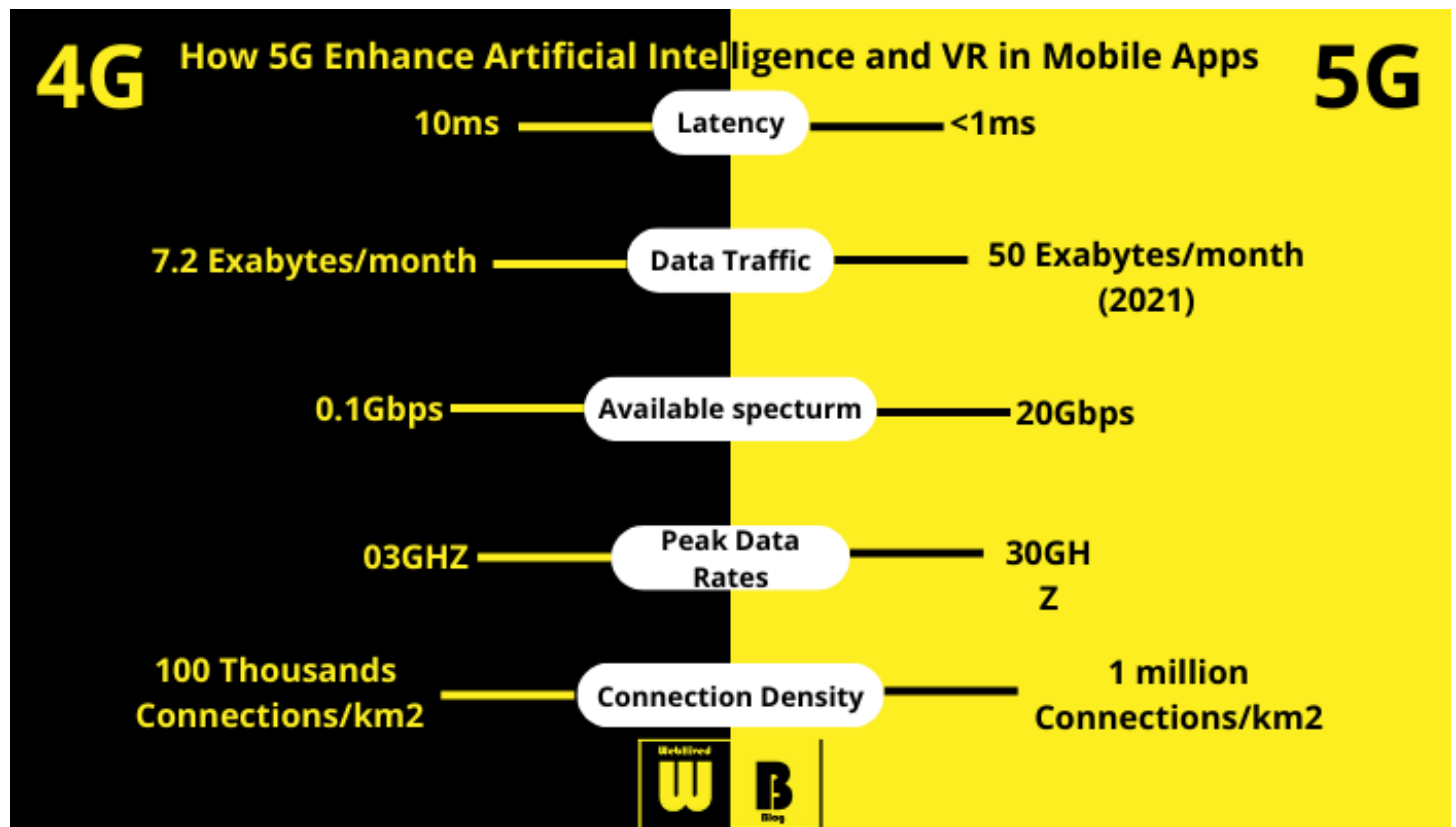 4G
How 5G Enhance Artificial Intelligence and VR in Mobile Apps
5G
10ms
Latency
<1ms
7.2 Exabytes/month
Data Traffic
50 Exabytes/month
(2021)
0.1Gbps
Available specturm
20Gbps
03GHZ
Peak Data
Rates
30GH
Z
100 Thousands
Connections/km2
Connection Density
1 million
Connections/km2
WebHired
W
B
Blog